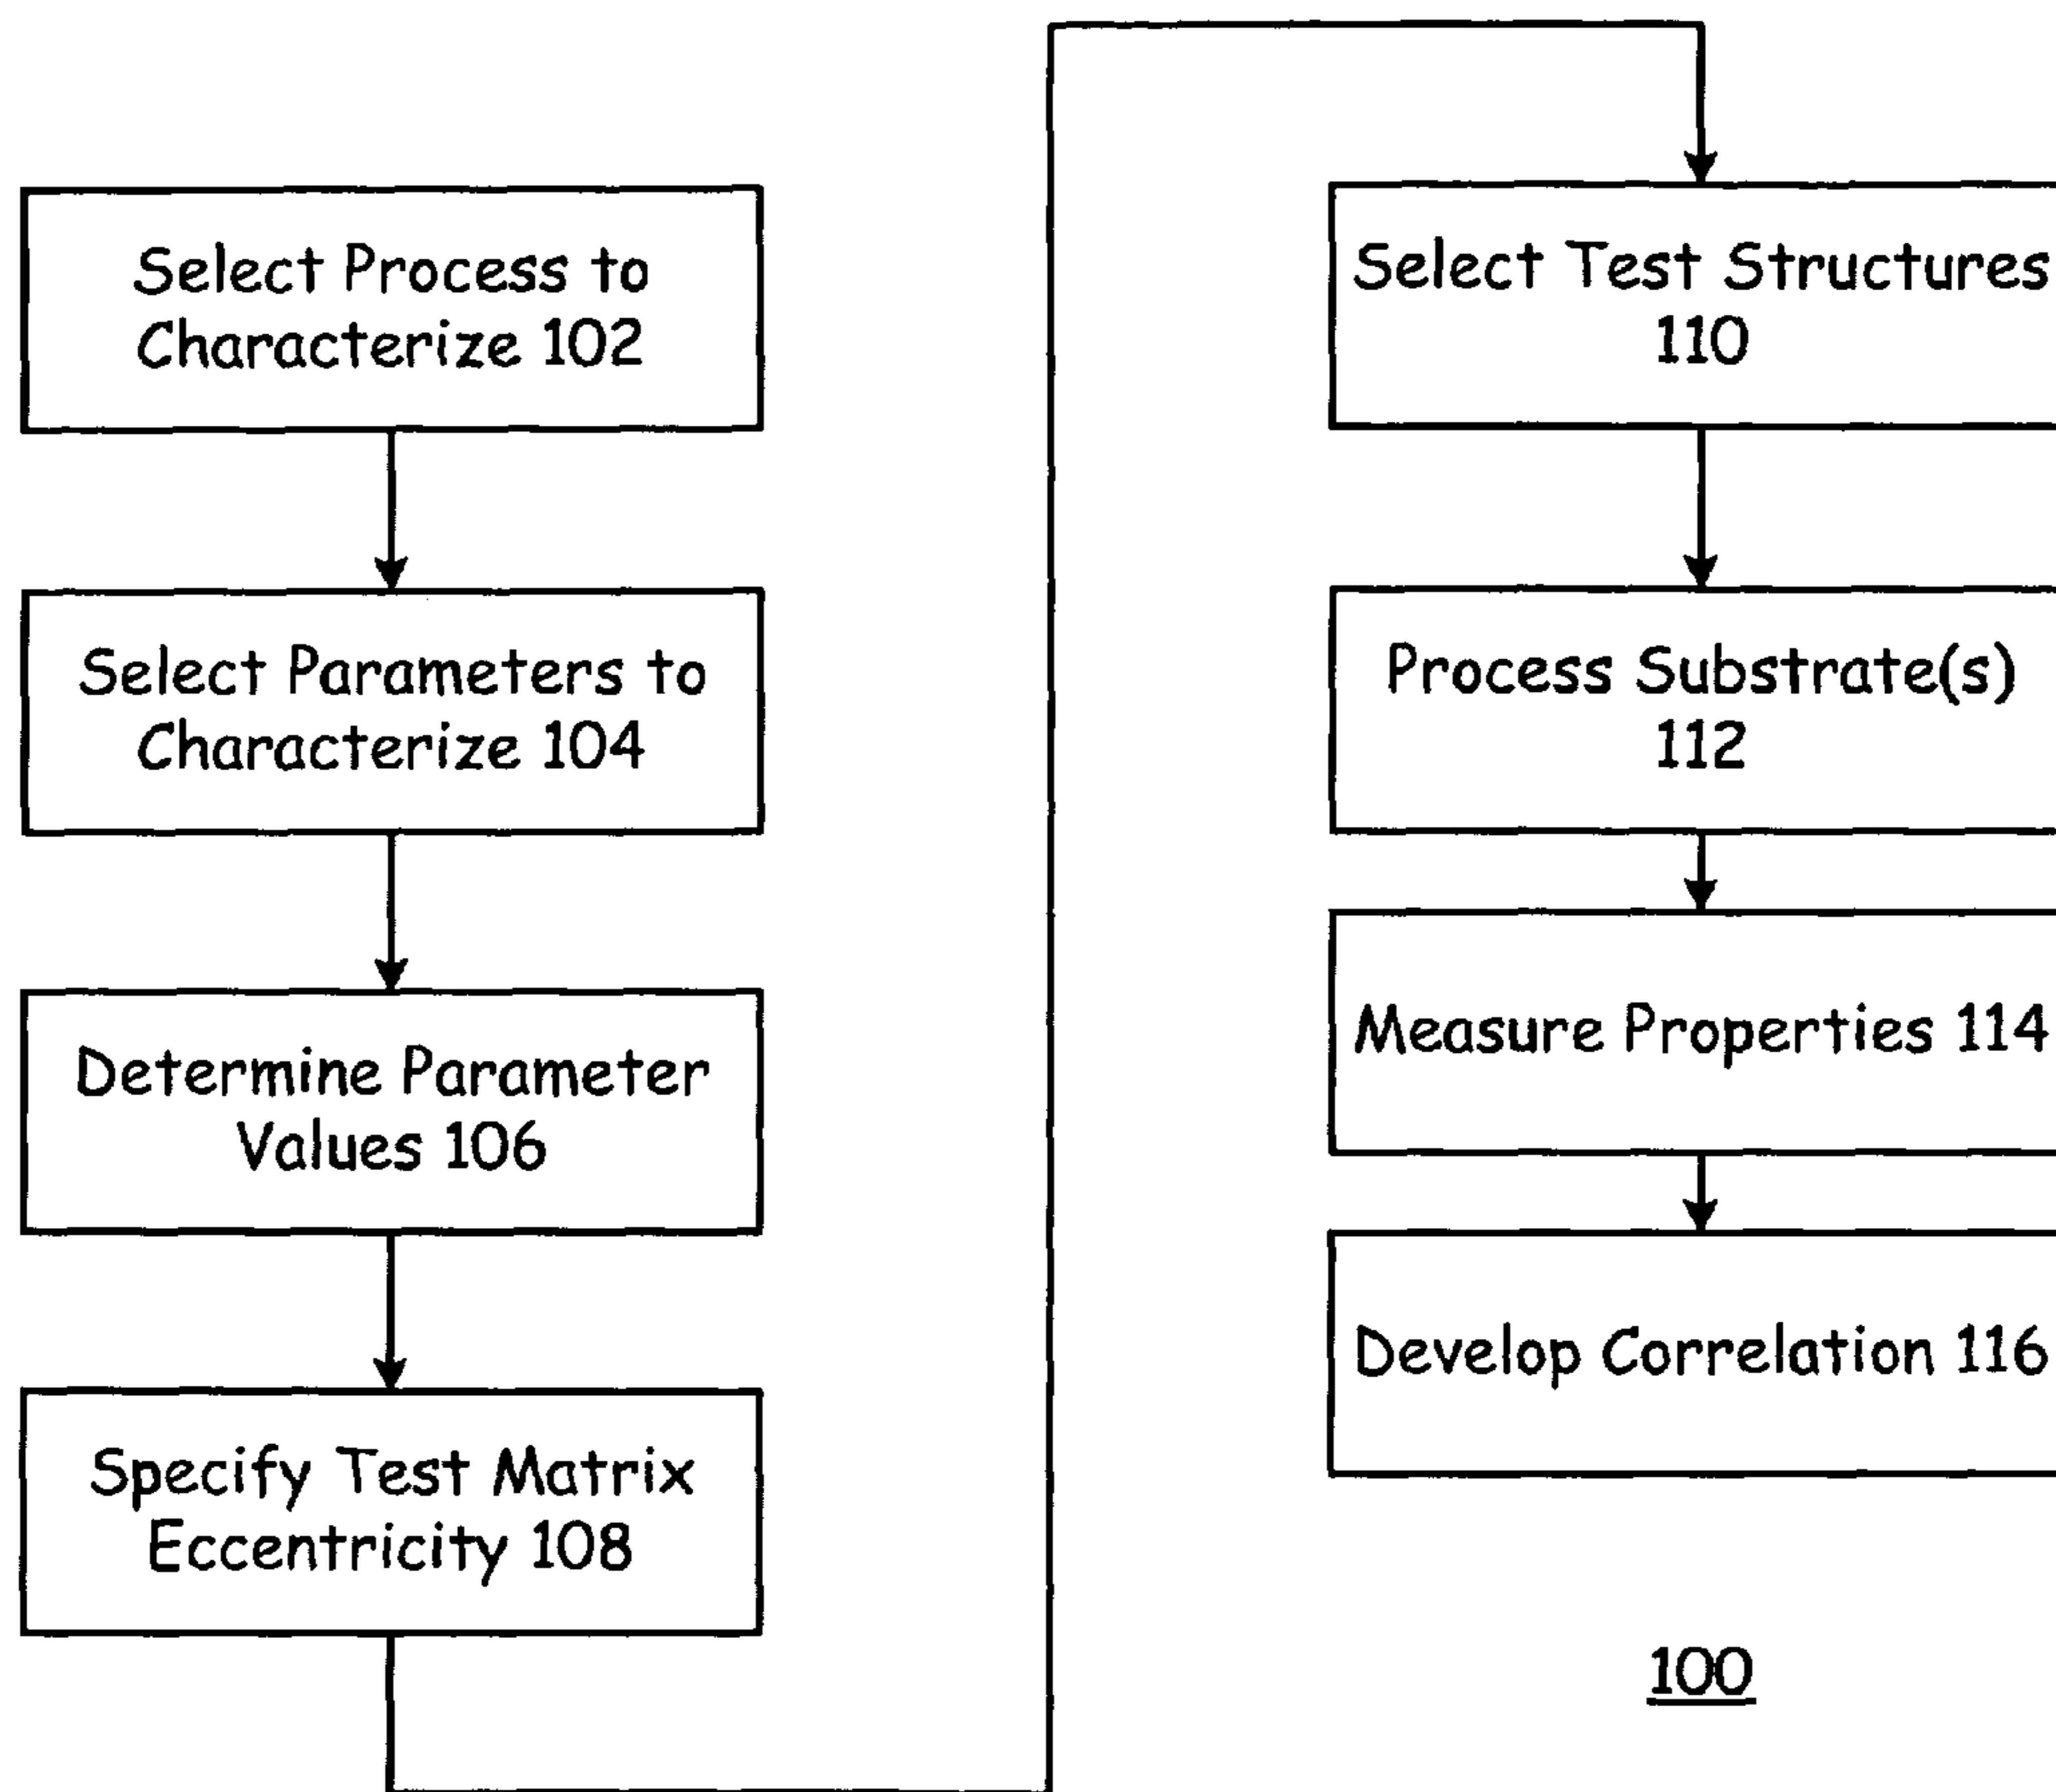 Select Process to
Characterize 102
Select Parameters to
Characterize 104
Determine Parameter
Values 106
Specify Test Matrix
Eccentricity 108
Select Test Structures
110
Process Substrate(s)
112
Measure Properties 114
Develop Correlation 116
100